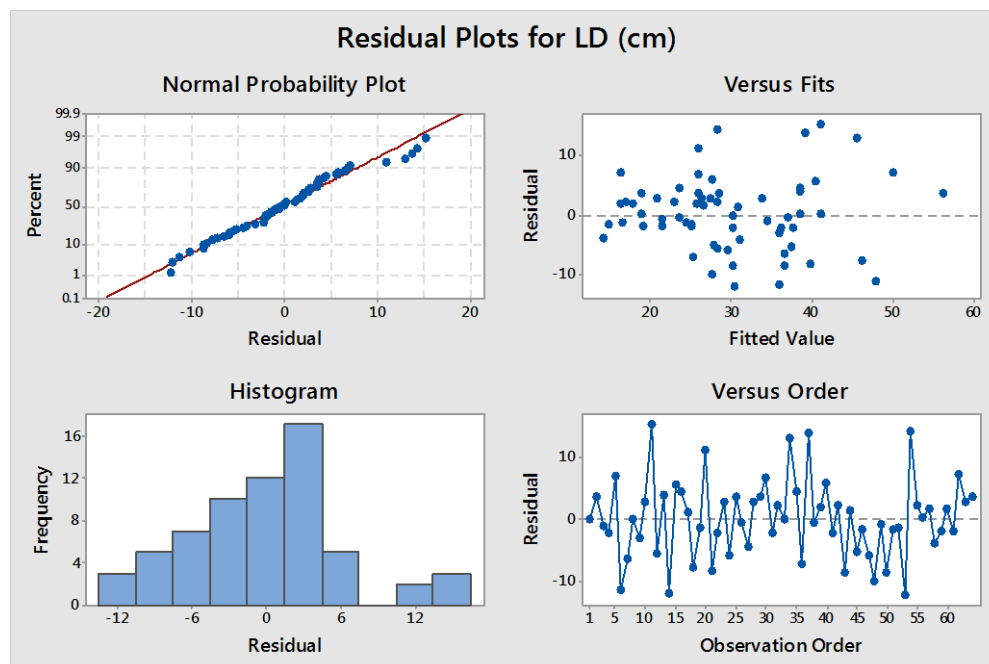 Residual Plots for LD (cm)
Normal Probability Plot
99.9
99
90
50
10
1
0.1
Percent
-20 -10 0 10 20
Residual
Versus Fits
10
0
-10
Residual
20 30 40 50 60
Fitted Value
Histogram
16
12
8
4
0
Frequency
-12 -6 0 6 12
Residual
Versus Order
10
0
-10
Residual
1 5 10 15 20 25 30 35 40 45 50 55 60
Observation Order